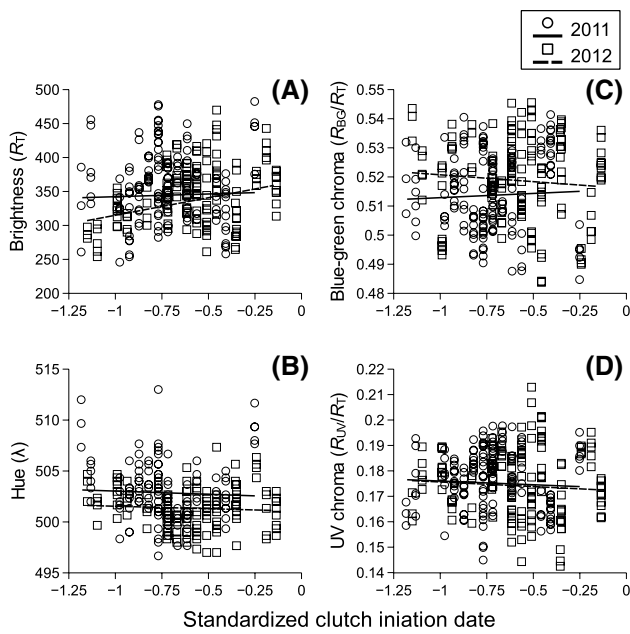 2011
2012
(A)
Brightness (RT)
500
450
400
350
300
250
200
−1.25 −1 −0.75 −0.5 −0.25 0
(C)
Blue-green chroma (RBG/RT)
0.55
0.54
0.53
0.52
0.51
0.5
0.49
0.48
−1.25 −1 −0.75 −0.5 −0.25 0
(B)
Hue (λ)
515
510
505
500
495
−1.25 −1 −0.75 −0.5 −0.25 0
(D)
UV chroma (RUV/RT)
0.22
0.21
0.2
0.19
0.18
0.17
0.16
0.15
0.14
−1.25 −1 −0.75 −0.5 −0.25 0
Standardized clutch iniation date